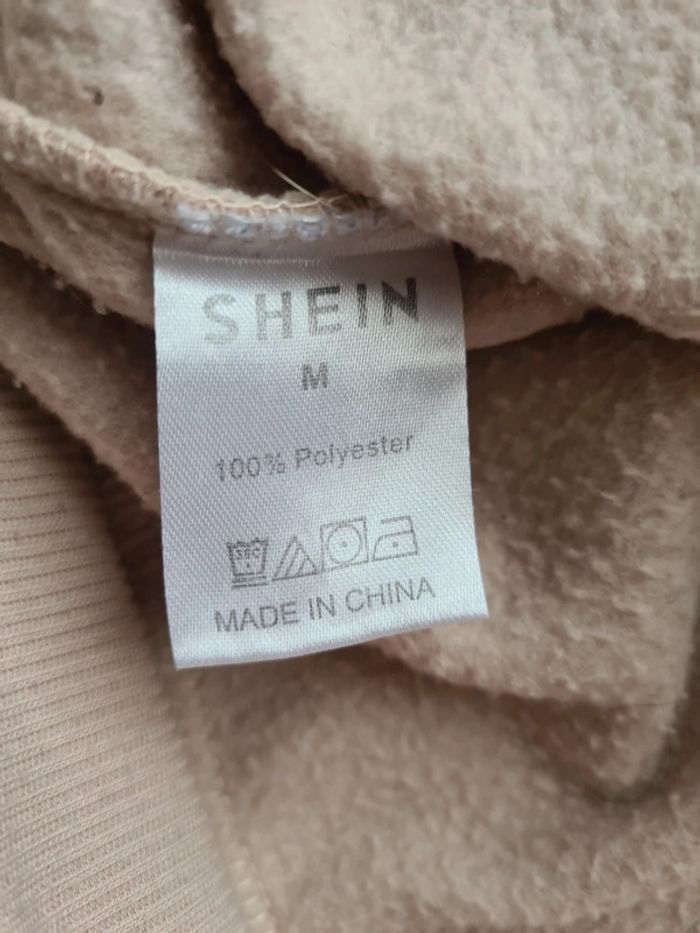 SHEIN
M
100% Polyester
MADE IN CHINA